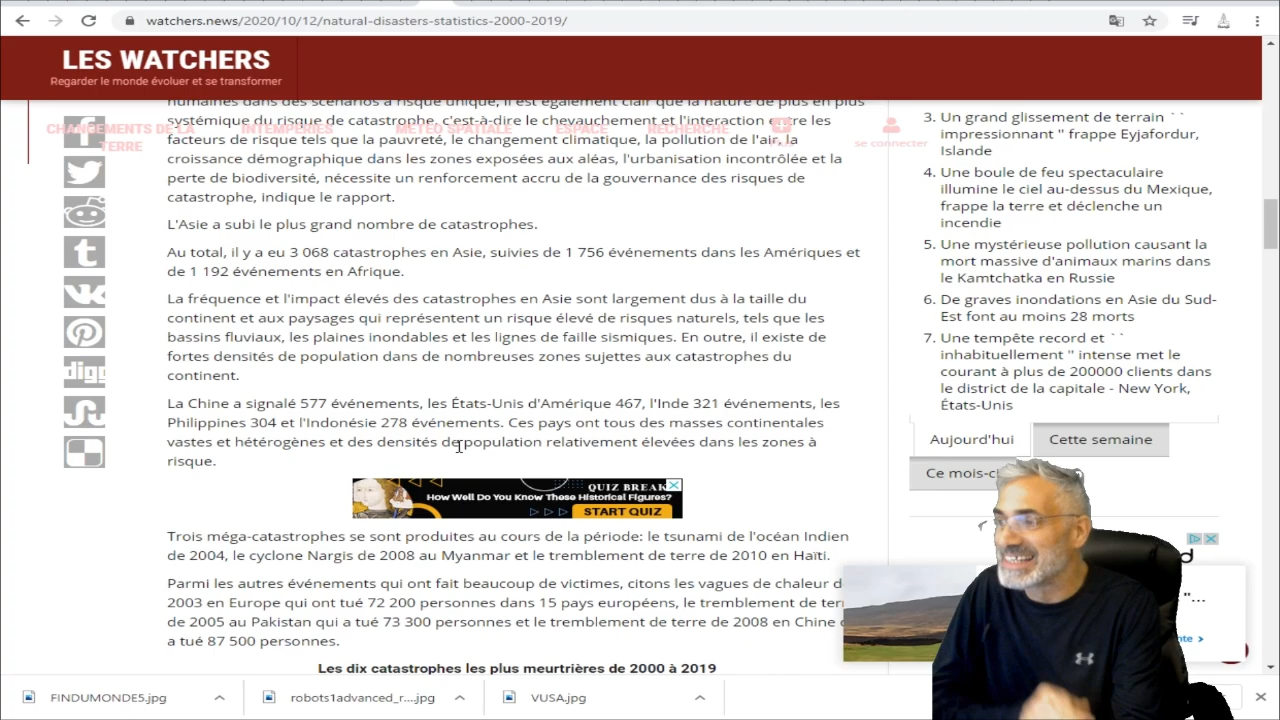 watchers.news/2020/10/12/natural-disasters-statistics-2000-2019/
LES WATCHERS
Regarder le monde évoluer et se transformer
CHANGEMENTS DE LA
TERRE
INTEMPÉRIES
MÉTÉO SPATIALE
ESPACE
RECHERCHE
se connecter
humaines dans des scénarios à risque unique, il est également clair que la nature de plus en plus
systémique du risque de catastrophe, c'est-à-dire le chevauchement et l'interaction entre les
facteurs de risque tels que la pauvreté, le changement climatique, la pollution de l'air, la
croissance démographique dans les zones exposées aux aléas, l'urbanisation incontrôlée et la
perte de biodiversité, nécessite un renforcement accru de la gouvernance des risques de
catastrophe, indique le rapport.
L'Asie a subi le plus grand nombre de catastrophes.
Au total, il y a eu 3 068 catastrophes en Asie, suivies de 1 756 événements dans les Amériques et
de 1 192 événements en Afrique.
La fréquence et l'impact élevés des catastrophes en Asie sont largement dus à la taille du
continent et aux paysages qui représentent un risque élevé de risques naturels, tels que les
bassins fluviaux, les plaines inondables et les lignes de faille sismiques. En outre, il existe de
fortes densités de population dans de nombreuses zones sujettes aux catastrophes du
continent.
La Chine a signalé 577 événements, les États-Unis d'Amérique 467, l'Inde 321 événements, les
Philippines 304 et l'Indonésie 278 événements. Ces pays ont tous des masses continentales
vastes et hétérogènes et des densités de population relativement élevées dans les zones à
risque.
QUIZ BREAK
How Well Do You Know These Historical Figures?
START QUIZ
Trois méga-catastrophes se sont produites au cours de la période: le tsunami de l'océan Indien
de 2004, le cyclone Nargis de 2008 au Myanmar et le tremblement de terre de 2010 en Haïti.
Parmi les autres événements qui ont fait beaucoup de victimes, citons les vagues de chaleur
2003 en Europe qui ont tué 72 200 personnes dans 15 pays européens, le tremblement de
de 2005 au Pakistan qui a tué 73 300 personnes et le tremblement de terre de 2008 en Chine
a tué 87 500 personnes.
Les dix catastrophes les plus meurtrières de 2000 à 2019
digg
3. Un grand glissement de terrain ``
impressionnant '' frappe Eyjafordur,
Islande
4. Une boule de feu spectaculaire
illumine le ciel au-dessus du Mexique,
frappe la terre et déclenche un
incendie
5. Une mystérieuse pollution causant la
mort massive d'animaux marins dans
le Kamtchatka en Russie
6. De graves inondations en Asie du Sud-
Est font au moins 28 morts
7. Une tempête record et ``
inhabituellement '' intense met le
courant à plus de 200000 clients dans
le district de la capitale - New York,
États-Unis
Aujourd'hui
Cette semaine
Ce mois-ci
FINDUMONDE5.jpg
robots1advanced_r....jpg
VUSA.jpg